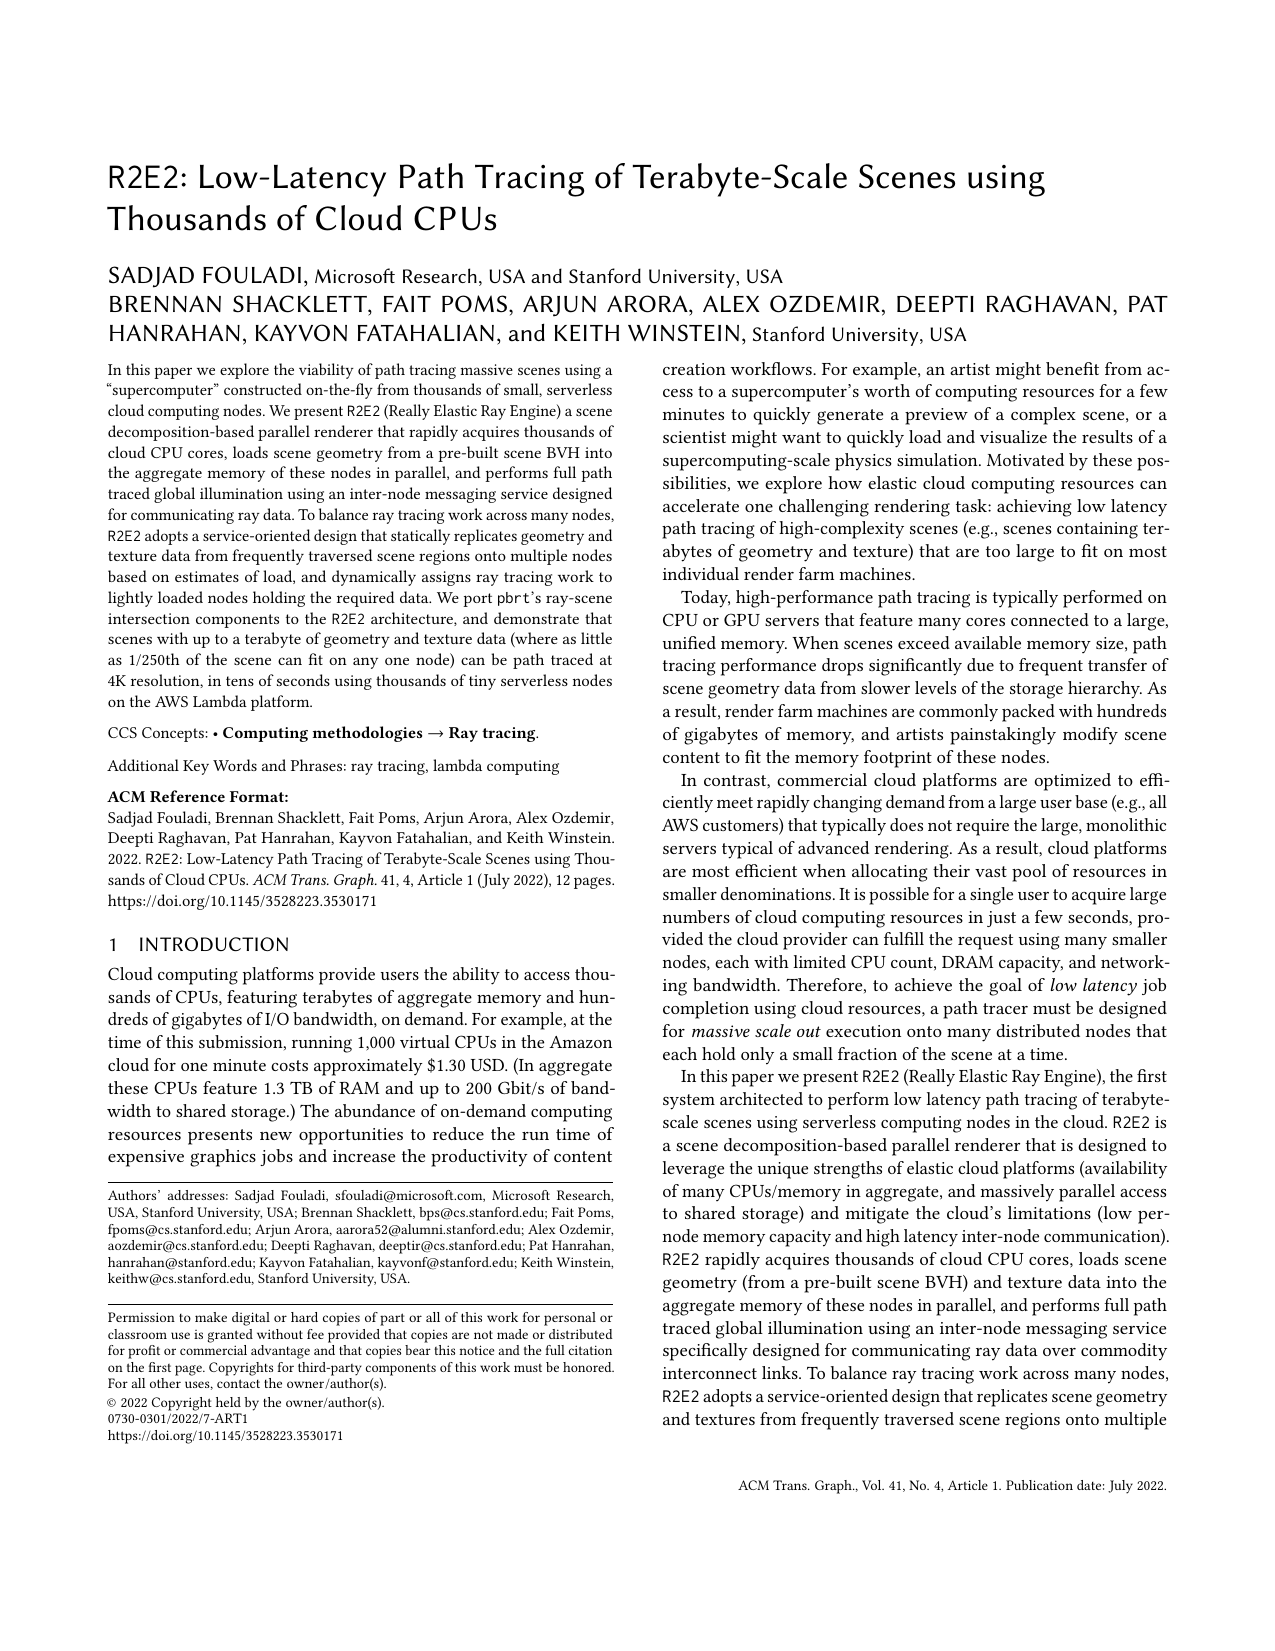 R2E2: Low-Latency Path Tracing of Terabyte-Scale Scenes using
Thousands of Cloud CPUs
SADJAD FOULADI, Microsoft Research, USA and Stanford University, USA
BRENNAN SHACKLETT, FAIT POMS, ARJUN ARORA, ALEX OZDEMIR, DEEPTI RAGHAVAN, PAT
HANRAHAN, KAYVON FATAHALIAN, and KEITH WINSTEIN, Stanford University, USA
In this paper we explore the viability of path tracing massive scenes using a
“supercomputer” constructed on-the-fly from thousands of small, serverless
cloud computing nodes. We present R2E2 (Really Elastic Ray Engine) a scene
decomposition-based parallel renderer that rapidly acquires thousands of
cloud CPU cores, loads scene geometry from a pre-built scene BVH into
the aggregate memory of these nodes in parallel, and performs full path
traced global illumination using an inter-node messaging service designed
for communicating ray data. To balance ray tracing work across many nodes,
R2E2 adopts a service-oriented design that statically replicates geometry and
texture data from frequently traversed scene regions onto multiple nodes
based on estimates of load, and dynamically assigns ray tracing work to
lightly loaded nodes holding the required data. We port pbrt’s ray-scene
intersection components to the R2E2 architecture, and demonstrate that
scenes with up to a terabyte of geometry and texture data (where as little
as 1/250th of the scene can fit on any one node) can be path traced at
4K resolution, in tens of seconds using thousands of tiny serverless nodes
on the AWS Lambda platform.
CCS Concepts: • Computing methodologies → Ray tracing.
Additional Key Words and Phrases: ray tracing, lambda computing
ACM Reference Format:
Sadjad Fouladi, Brennan Shacklett, Fait Poms, Arjun Arora, Alex Ozdemir,
Deepti Raghavan, Pat Hanrahan, Kayvon Fatahalian, and Keith Winstein.
2022. R2E2: Low-Latency Path Tracing of Terabyte-Scale Scenes using Thou-
sands of Cloud CPUs. ACM Trans. Graph. 41, 4, Article 1 (July 2022), 12 pages.
https://doi.org/10.1145/3528223.3530171
1 INTRODUCTION
Cloud computing platforms provide users the ability to access thou-
sands of CPUs, featuring terabytes of aggregate memory and hun-
dreds of gigabytes of I/O bandwidth, on demand. For example, at the
time of this submission, running 1,000 virtual CPUs in the Amazon
cloud for one minute costs approximately $1.30 USD. (In aggregate
these CPUs feature 1.3 TB of RAM and up to 200 Gbit/s of band-
width to shared storage.) The abundance of on-demand computing
resources presents new opportunities to reduce the run time of
expensive graphics jobs and increase the productivity of content
Authors’ addresses: Sadjad Fouladi, sfouladi@microsoft.com, Microsoft Research,
USA, Stanford University, USA; Brennan Shacklett, bps@cs.stanford.edu; Fait Poms,
fpoms@cs.stanford.edu; Arjun Arora, aarora52@alumni.stanford.edu; Alex Ozdemir,
aozdemir@cs.stanford.edu; Deepti Raghavan, deeptir@cs.stanford.edu; Pat Hanrahan,
hanrahan@stanford.edu; Kayvon Fatahalian, kayvonf@stanford.edu; Keith Winstein,
keithw@cs.stanford.edu, Stanford University, USA.
Permission to make digital or hard copies of part or all of this work for personal or
classroom use is granted without fee provided that copies are not made or distributed
for profit or commercial advantage and that copies bear this notice and the full citation
on the first page. Copyrights for third-party components of this work must be honored.
For all other uses, contact the owner/author(s).
© 2022 Copyright held by the owner/author(s).
0730-0301/2022/7-ART1
https://doi.org/10.1145/3528223.3530171
creation workflows. For example, an artist might benefit from ac-
cess to a supercomputer’s worth of computing resources for a few
minutes to quickly generate a preview of a complex scene, or a
scientist might want to quickly load and visualize the results of a
supercomputing-scale physics simulation. Motivated by these pos-
sibilities, we explore how elastic cloud computing resources can
accelerate one challenging rendering task: achieving low latency
path tracing of high-complexity scenes (e.g., scenes containing ter-
abytes of geometry and texture) that are too large to fit on most
individual render farm machines.
Today, high-performance path tracing is typically performed on
CPU or GPU servers that feature many cores connected to a large,
unified memory. When scenes exceed available memory size, path
tracing performance drops significantly due to frequent transfer of
scene geometry data from slower levels of the storage hierarchy. As
a result, render farm machines are commonly packed with hundreds
of gigabytes of memory, and artists painstakingly modify scene
content to fit the memory footprint of these nodes.
In contrast, commercial cloud platforms are optimized to effi-
ciently meet rapidly changing demand from a large user base (e.g., all
AWS customers) that typically does not require the large, monolithic
servers typical of advanced rendering. As a result, cloud platforms
are most efficient when allocating their vast pool of resources in
smaller denominations. It is possible for a single user to acquire large
numbers of cloud computing resources in just a few seconds, pro-
vided the cloud provider can fulfill the request using many smaller
nodes, each with limited CPU count, DRAM capacity, and network-
ing bandwidth. Therefore, to achieve the goal of low latency job
completion using cloud resources, a path tracer must be designed
for massive scale out execution onto many distributed nodes that
each hold only a small fraction of the scene at a time.
In this paper we present R2E2 (Really Elastic Ray Engine), the first
system architected to perform low latency path tracing of terabyte-
scale scenes using serverless computing nodes in the cloud. R2E2 is
a scene decomposition-based parallel renderer that is designed to
leverage the unique strengths of elastic cloud platforms (availability
of many CPUs/memory in aggregate, and massively parallel access
to shared storage) and mitigate the cloud’s limitations (low per-
node memory capacity and high latency inter-node communication).
R2E2 rapidly acquires thousands of cloud CPU cores, loads scene
geometry (from a pre-built scene BVH) and texture data into the
aggregate memory of these nodes in parallel, and performs full path
traced global illumination using an inter-node messaging service
specifically designed for communicating ray data over commodity
interconnect links. To balance ray tracing work across many nodes,
R2E2 adopts a service-oriented design that replicates scene geometry
and textures from frequently traversed scene regions onto multiple
ACM Trans. Graph., Vol. 41, No. 4, Article 1. Publication date: July 2022.